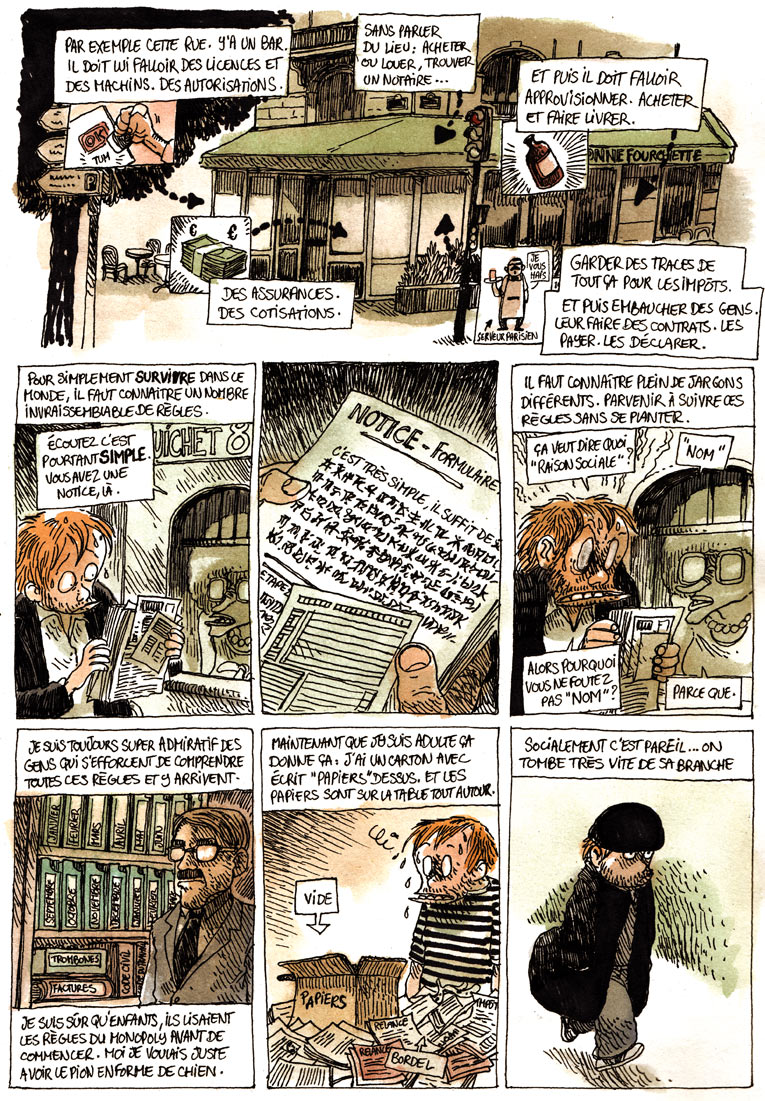 PAR EXEMPLE CETTE RUE. Y'A UN BAR.
IL DOIT LUI FALLOIR DES LICENCES ET
DES MACHINS. DES AUTORISATIONS.
OK!
TUM
SANS PARLER
DU LIEU: ACHETER
OU LOUER, TROUVER
UN NOTAIRE...
ET PUIS IL DOIT FALLOIR
APPROVISIONNER. ACHETER
ET FAIRE LIVRER.
ONNE FOURCHETTE
€ €
DES ASSURANCES.
DES COTISATIONS.
JE
VOUS
HAIS
SERVEUR PARISIEN
GARDER DES TRACES DE
TOUT ÇA POUR LES IMPÔTS.
ET PUIS EMBAUCHER DES GENS.
LEUR FAIRE DES CONTRATS. LES
PAYER. LES DÉCLARER.
POUR SIMPLEMENT SURVIVRE DANS CE
MONDE, IL FAUT CONNAÎTRE UN NOMBRE
INVRAISSEMBLABLE DE RÈGLES.
ÉCOUTEZ C'EST
POURTANT SIMPLE.
VOUS AVEZ UNE
NOTICE, LÀ.
UICHET 8
NOTICE - FORMULAIRE.
C'EST TRÈS SIMPLE, IL SUFFIT DE S
ETAPE 2
IL FAUT CONNAÎTRE PLEIN DE JARGONS
DIFFÉRENTS. PARVENIR À SUIVRE CES
RÈGLES SANS SE PLANTER.
ÇA VEUT DIRE QUOI
"RAISON SOCIALE"?
"NOM"
ALORS POURQUOI
VOUS NE FOUTEZ
PAS "NOM"?
PARCE QUE.
JE SUIS TOUJOURS SUPER ADMIRATIF DES
GENS QUI S'EFFORCENT DE COMPRENDRE
TOUTES CES RÈGLES ET Y ARRIVENT.
JANVIER
FÉVRIER
MARS
AVRIL
MAI
JUIN
SEPTEMBRE
OCTOBRE
NOVEMBRE
DÉCEMBRE
TROMBONES
FACTURES
CODE CIVIL
JE SUIS SÛR QU'ENFANTS, ILS LISAIENT
LES RÈGLES DU MONOPOLY AVANT DE
COMMENCER. MOI JE VOULAIS JUSTE
AVOIR LE PION EN FORME DE CHIEN.
MAINTENANT QUE J'Y SUIS ADULTE ÇA
DONNE ÇA: J'AI UN CARTON AVEC
ÉCRIT "PAPIERS" DESSUS. ET LES
PAPIERS SONT SUR LA TABLE TOUT AUTOUR.
VIDE
PAPIERS
IMPÔT
RELANCE
RELANCE
BORDEL
SOCIALEMENT C'EST PAREIL... ON
TOMBE TRÈS VITE DE SA BRANCHE